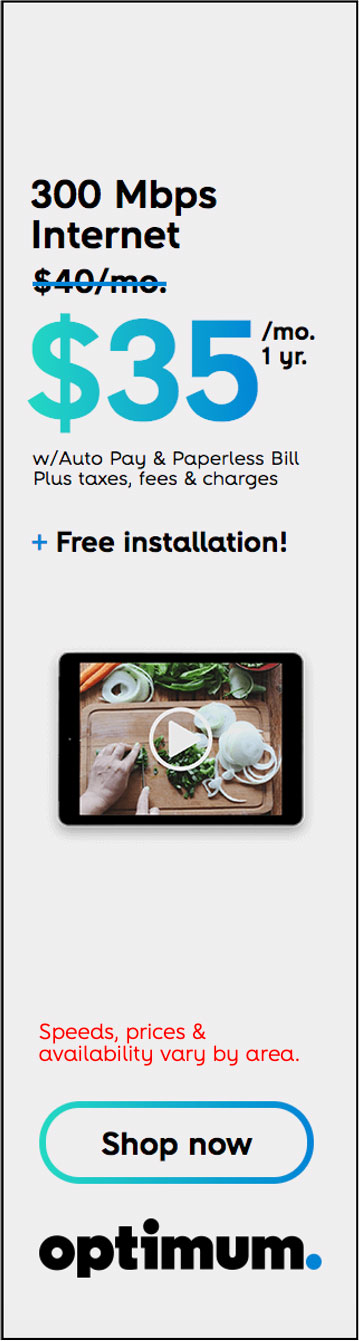 300 Mbps
Internet
$40/mo.
$35 /mo.
1 yr.
w/Auto Pay & Paperless Bill
Plus taxes, fees & charges
+ Free installation!
Speeds, prices &
availability vary by area.
Shop now
optimum.